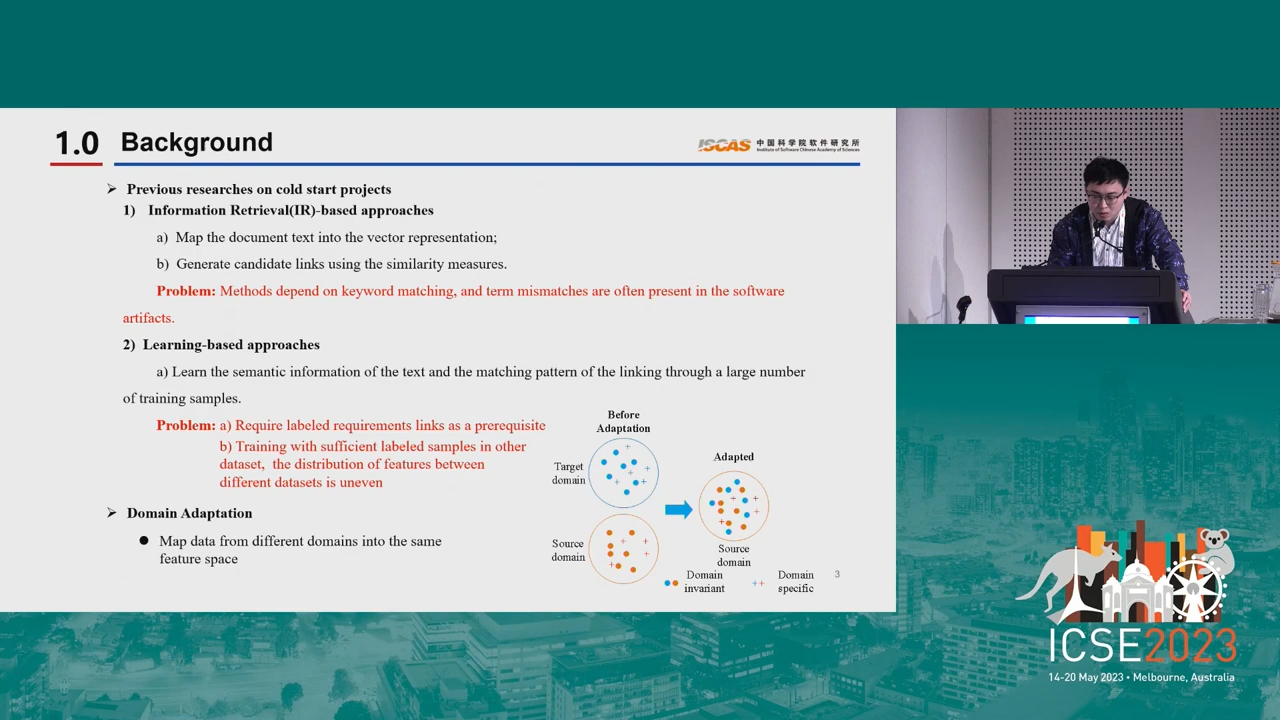 1.0 Background
ISCAS 中国科学院软件研究所
Institute of Software Chinese Academy of Sciences
➢ Previous researches on cold start projects
1) Information Retrieval(IR)-based approaches
a) Map the document text into the vector representation;
b) Generate candidate links using the similarity measures.
Problem: Methods depend on keyword matching, and term mismatches are often present in the software
artifacts.
2) Learning-based approaches
a) Learn the semantic information of the text and the matching pattern of the linking through a large number
of training samples.
Problem: a) Require labeled requirements links as a prerequisite
b) Training with sufficient labeled samples in other
dataset, the distribution of features between
different datasets is uneven
➢ Domain Adaptation
● Map data from different domains into the same
feature space
Before
Adaptation
Target
domain
Source
domain
Adapted
Source
domain
Domain
invariant
Domain
specific
3
ICSE2023
14-20 May 2023 • Melbourne, Australia